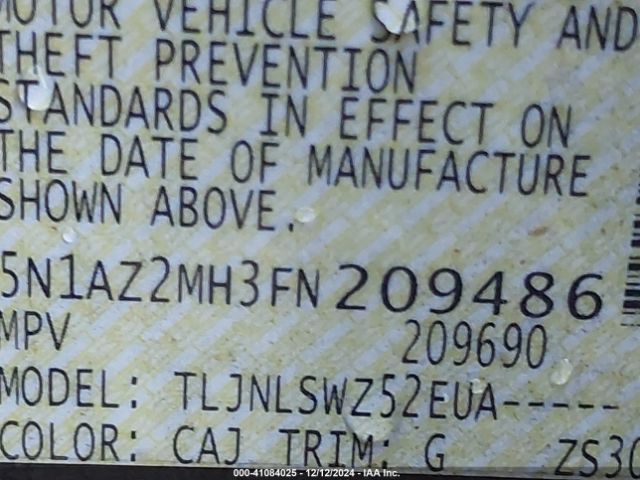 MOTOR VEHICLE SAFETY AND
THEFT PREVENTION
STANDARDS IN EFFECT ON
THE DATE OF MANUFACTURE
SHOWN ABOVE.
5N1AZ2MH3FN209486
MPV 209690
MODEL: TLJNLSWZ52EUA-----
COLOR: CAJ TRIM: G ZS30
000-41084025 - 12/12/2024 - IAA Inc.